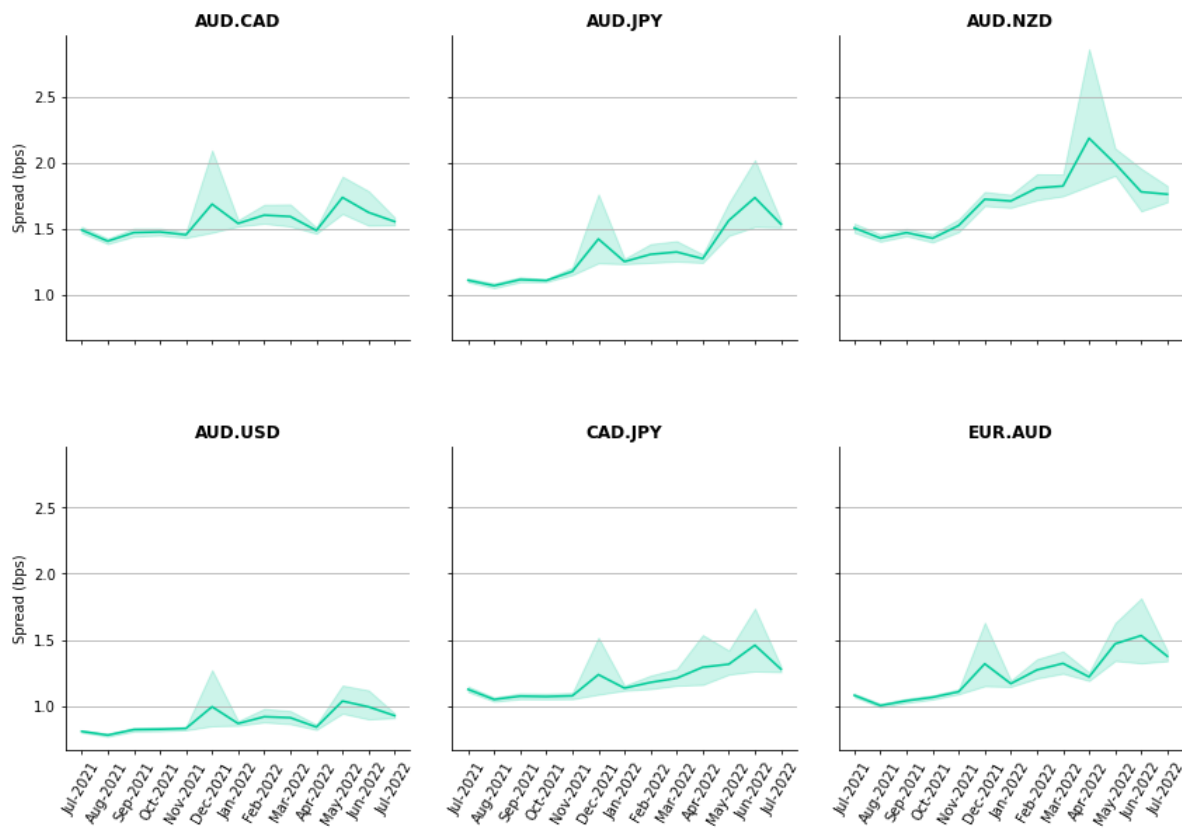 AUD.CAD
AUD.JPY
AUD.NZD
Spread (bps)
2.5
2.0
1.5
1.0
AUD.USD
CAD.JPY
EUR.AUD
Spread (bps)
2.5
2.0
1.5
1.0
Jul-2021
Aug-2021
Sep-2021
Oct-2021
Nov-2021
Dec-2021
Jan-2022
Feb-2022
Mar-2022
Apr-2022
May-2022
Jun-2022
Jul-2022
Jul-2021
Aug-2021
Sep-2021
Oct-2021
Nov-2021
Dec-2021
Jan-2022
Feb-2022
Mar-2022
Apr-2022
May-2022
Jun-2022
Jul-2022
Jul-2021
Aug-2021
Sep-2021
Oct-2021
Nov-2021
Dec-2021
Jan-2022
Feb-2022
Mar-2022
Apr-2022
May-2022
Jun-2022
Jul-2022